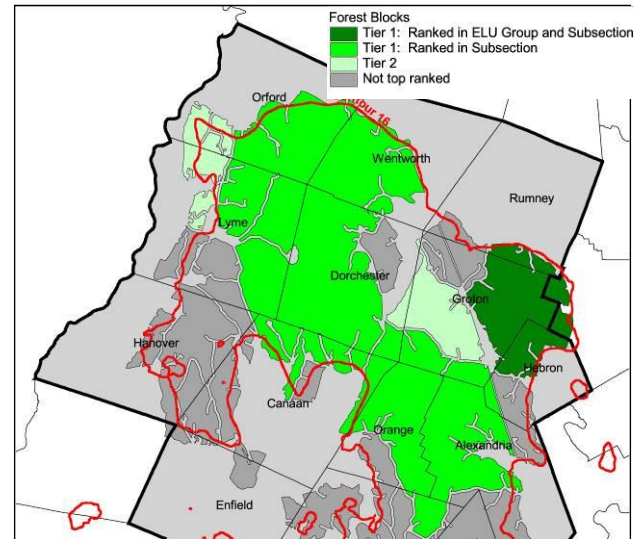 Forest Blocks
Tier 1: Ranked in ELU Group and Subsection
Tier 1: Ranked in Subsection
Tier 2
Not top ranked
Orford
16
Wentworth
Rumney
Lyme
Dorchester
Groton
Hanover
Hebron
Canaan
Orange
Alexandria
Enfield